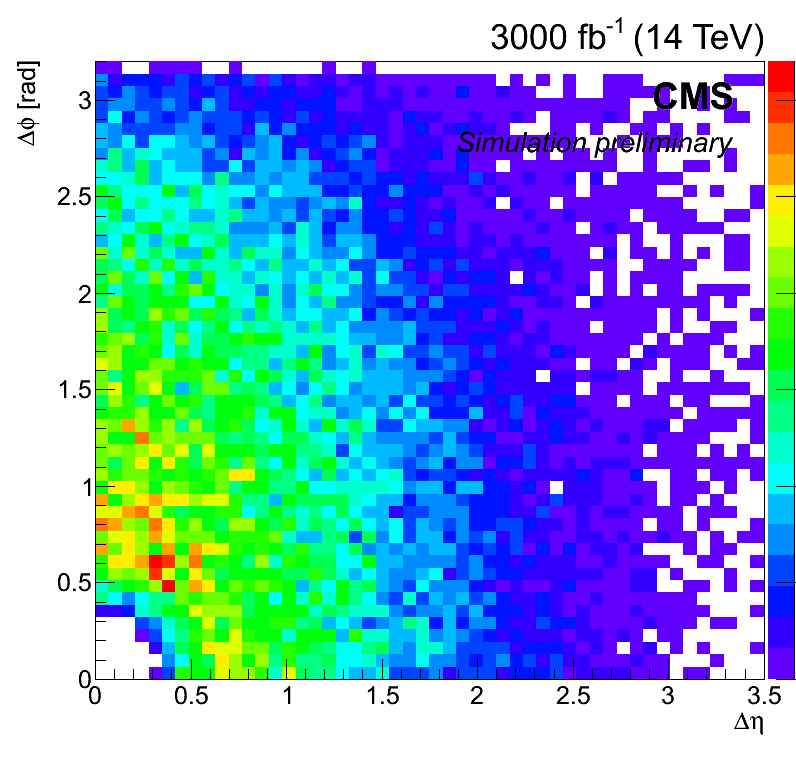 3000 fb-1 (14 TeV)
Δϕ [rad]
CMS
Simulation preliminary
3
2.5
2
1.5
1
0.5
0
0 0.5 1 1.5 2 2.5 3 3.5
Δη